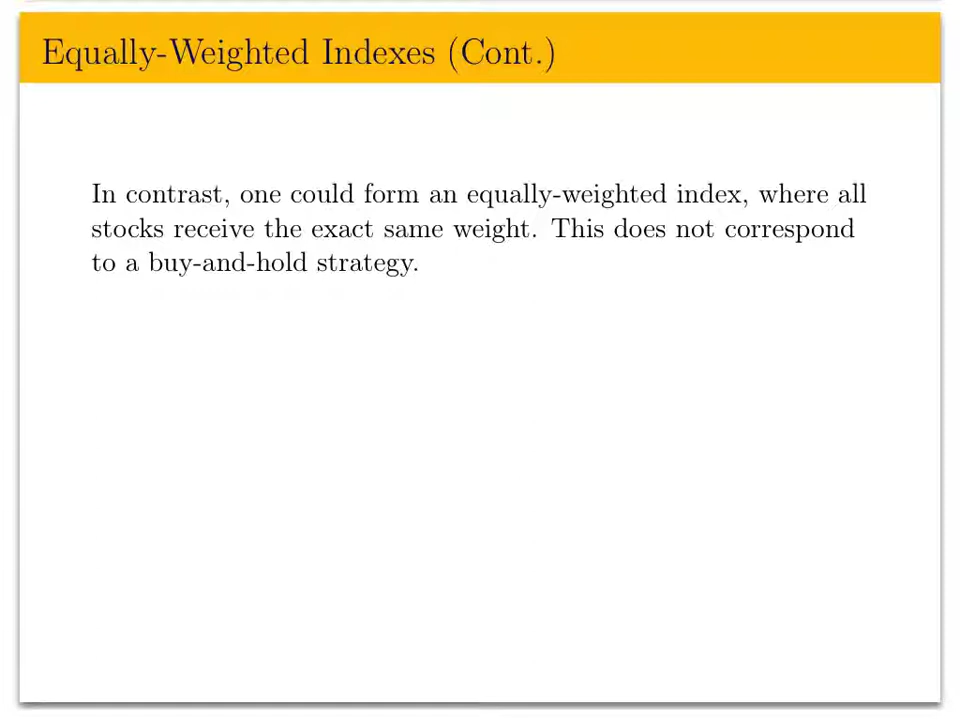 Equally-Weighted Indexes (Cont.)
In contrast, one could form an equally-weighted index, where all
stocks receive the exact same weight. This does not correspond
to a buy-and-hold strategy.